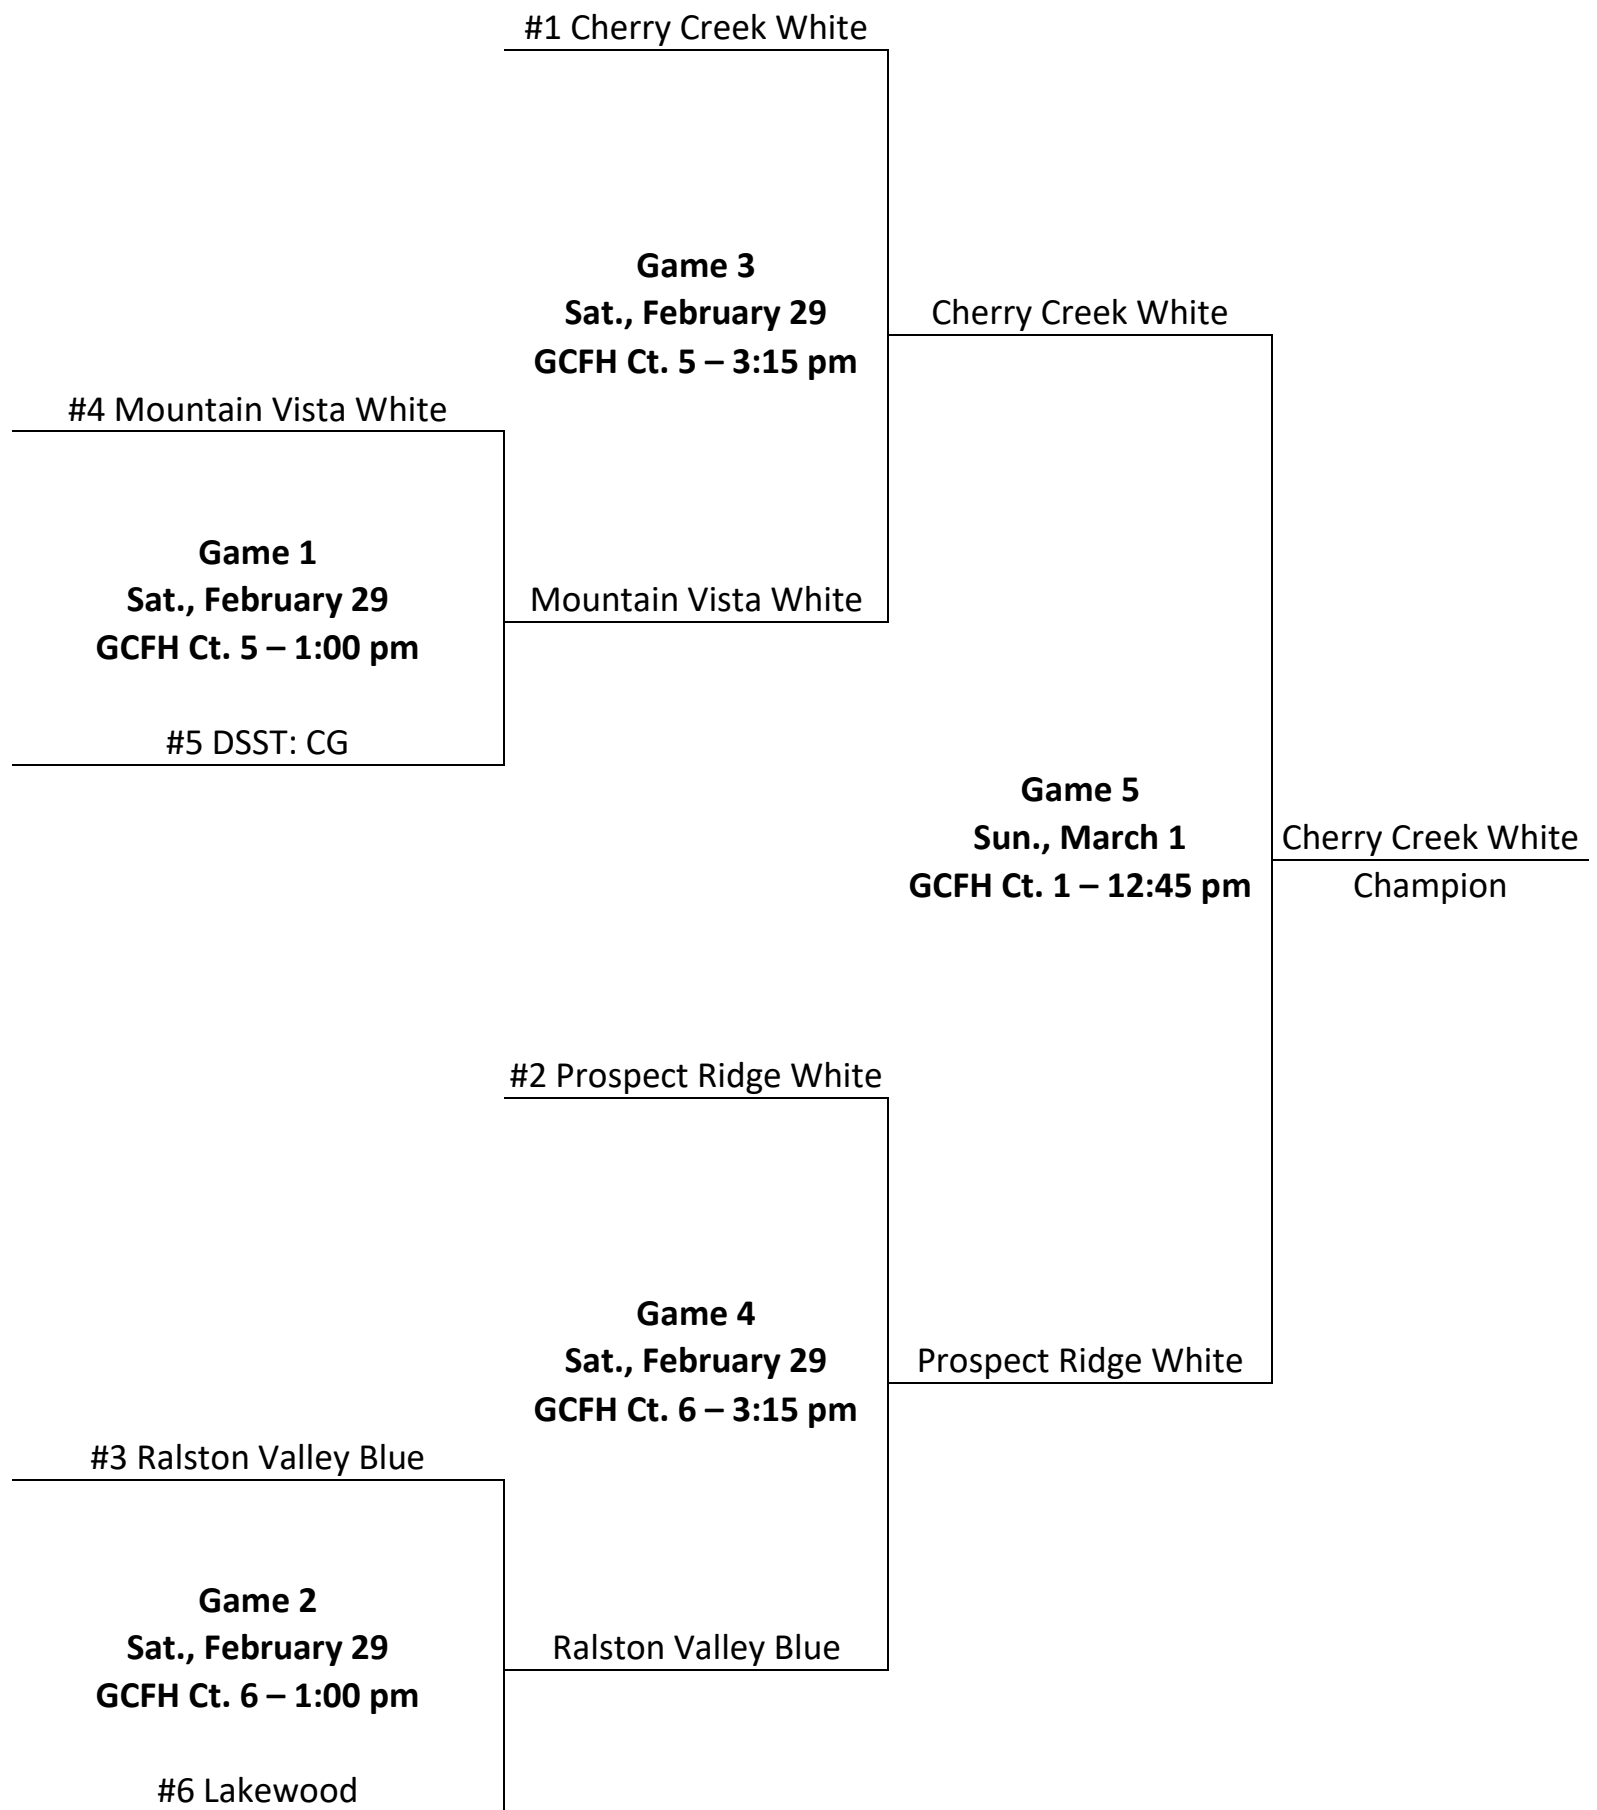 #1 Cherry Creek White
Game 3
Sat., February 29
GCFH Ct. 5 – 3:15 pm
Cherry Creek White
#4 Mountain Vista White
Game 1
Sat., February 29
GCFH Ct. 5 – 1:00 pm
Mountain Vista White
#5 DSST: CG
Game 5
Sun., March 1
GCFH Ct. 1 – 12:45 pm
Cherry Creek White
Champion
#2 Prospect Ridge White
Game 4
Sat., February 29
GCFH Ct. 6 – 3:15 pm
Prospect Ridge White
#3 Ralston Valley Blue
Game 2
Sat., February 29
GCFH Ct. 6 – 1:00 pm
Ralston Valley Blue
#6 Lakewood